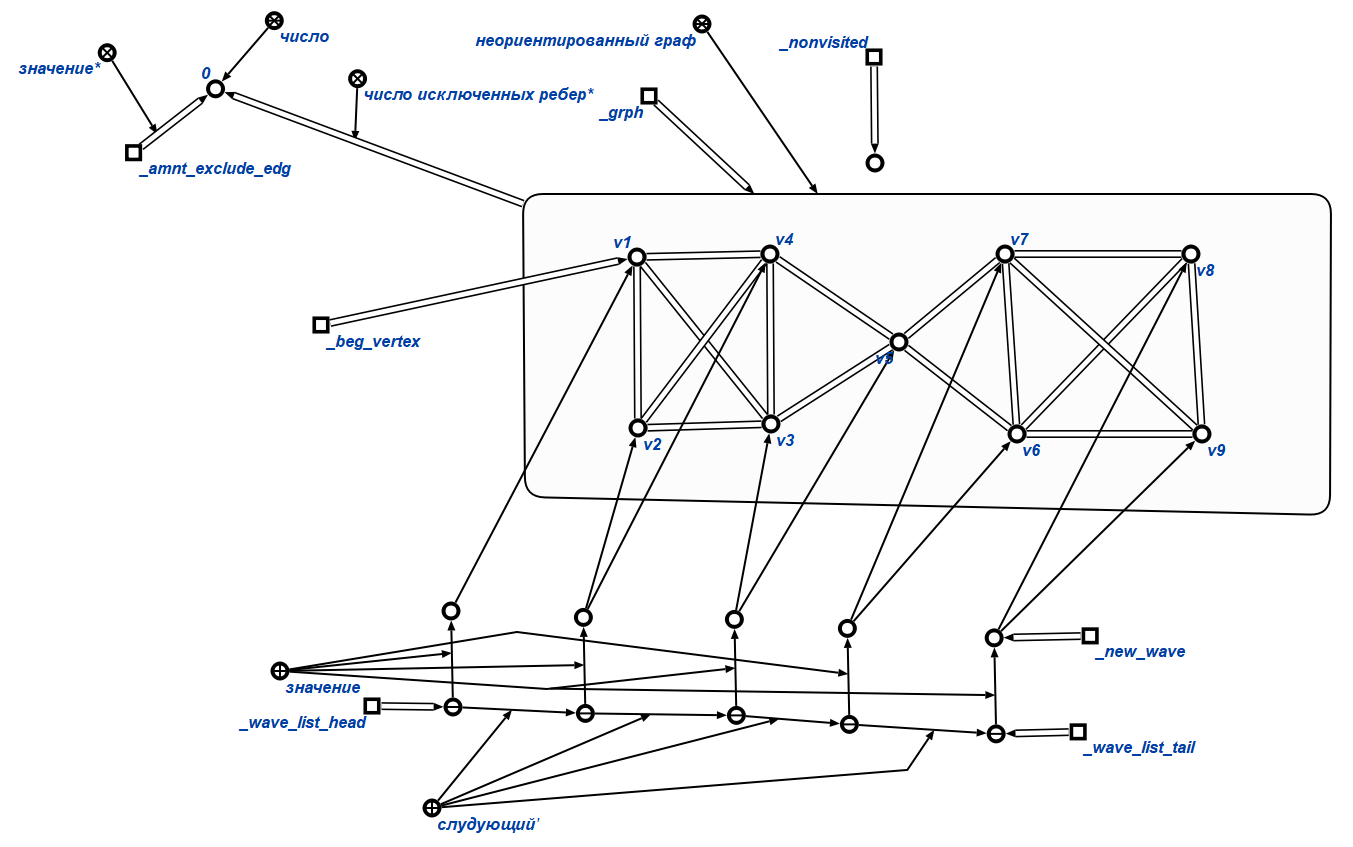 число
неориентированный граф
_nonvisited
значение*
0
число исключенных ребер*
_grph
_amnt_exclude_edg
v1
v4
v7
v8
_beg_vertex
v5
v2
v3
v6
v9
_new_wave
значение
_wave_list_head
_wave_list_tail
слудующий'